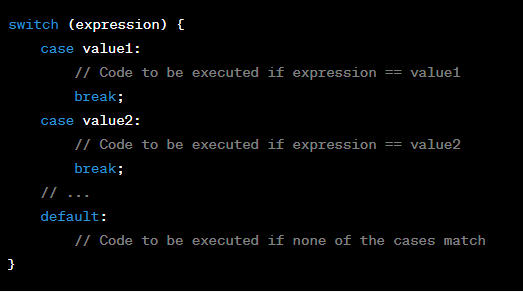 switch (expression) {
    case value1:
        // Code to be executed if expression == value1
        break;
    case value2:
        // Code to be executed if expression == value2
        break;
    // ...
    default:
        // Code to be executed if none of the cases match
}